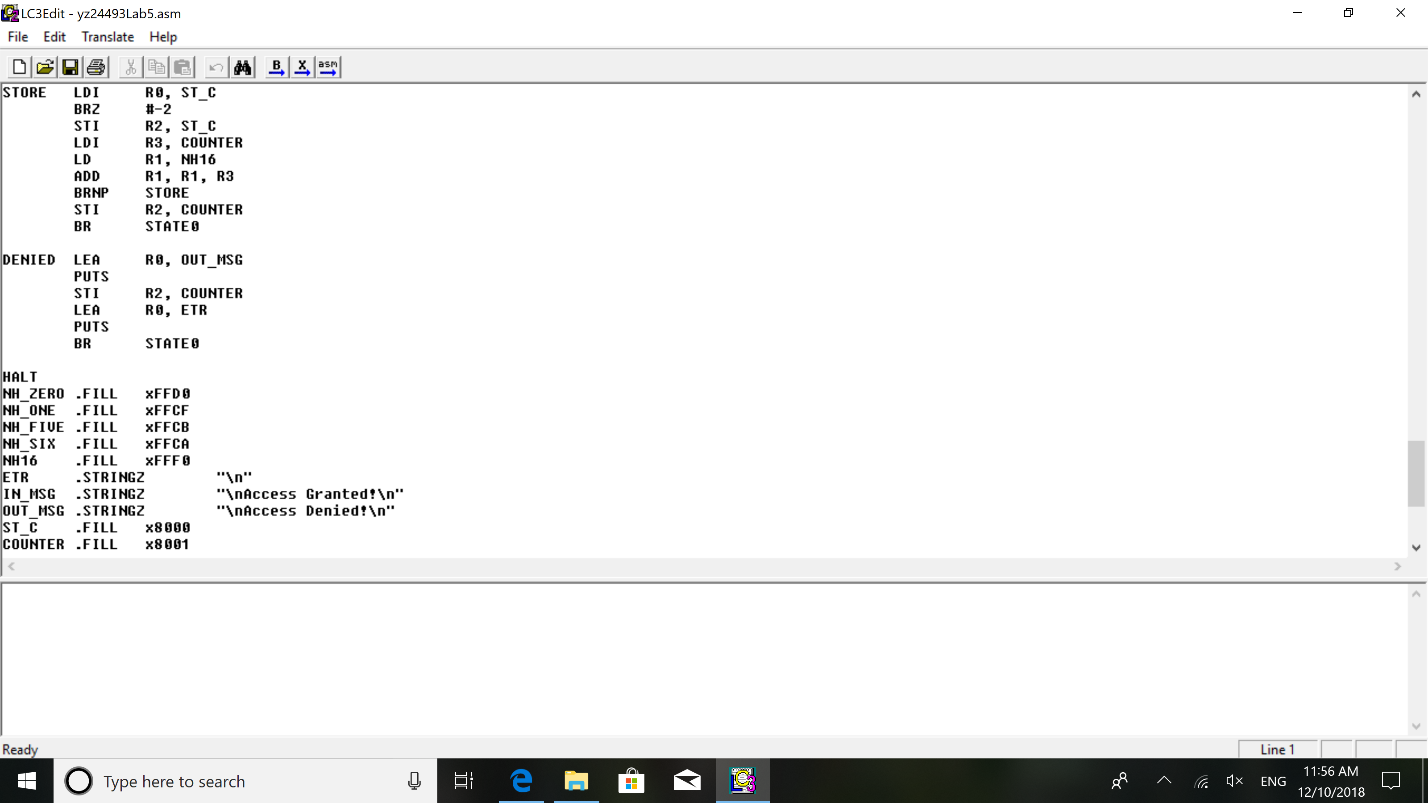 LC3Edit - yz24493Lab5.asm
File Edit Translate Help
B X asm
STORE LDI R0, ST_C
BRZ #-2
STI R2, ST_C
LDI R3, COUNTER
LD R1, NH16
ADD R1, R1, R3
BRNP STORE
STI R2, COUNTER
BR STATE0
DENIED LEA R0, OUT_MSG
PUTS
STI R2, COUNTER
LEA R0, ETR
PUTS
BR STATE0
HALT
NH_ZERO .FILL xFFD0
NH_ONE .FILL xFFCF
NH_FIVE .FILL xFFCB
NH_SIX .FILL xFFCA
NH16 .FILL xFFF0
ETR .STRINGZ "\n"
IN_MSG .STRINGZ "\nAccess Granted!\n"
OUT_MSG .STRINGZ "\nAccess Denied!\n"
ST_C .FILL x8000
COUNTER .FILL x8001
Ready Line 1
Type here to search ENG 11:56 AM
12/10/2018